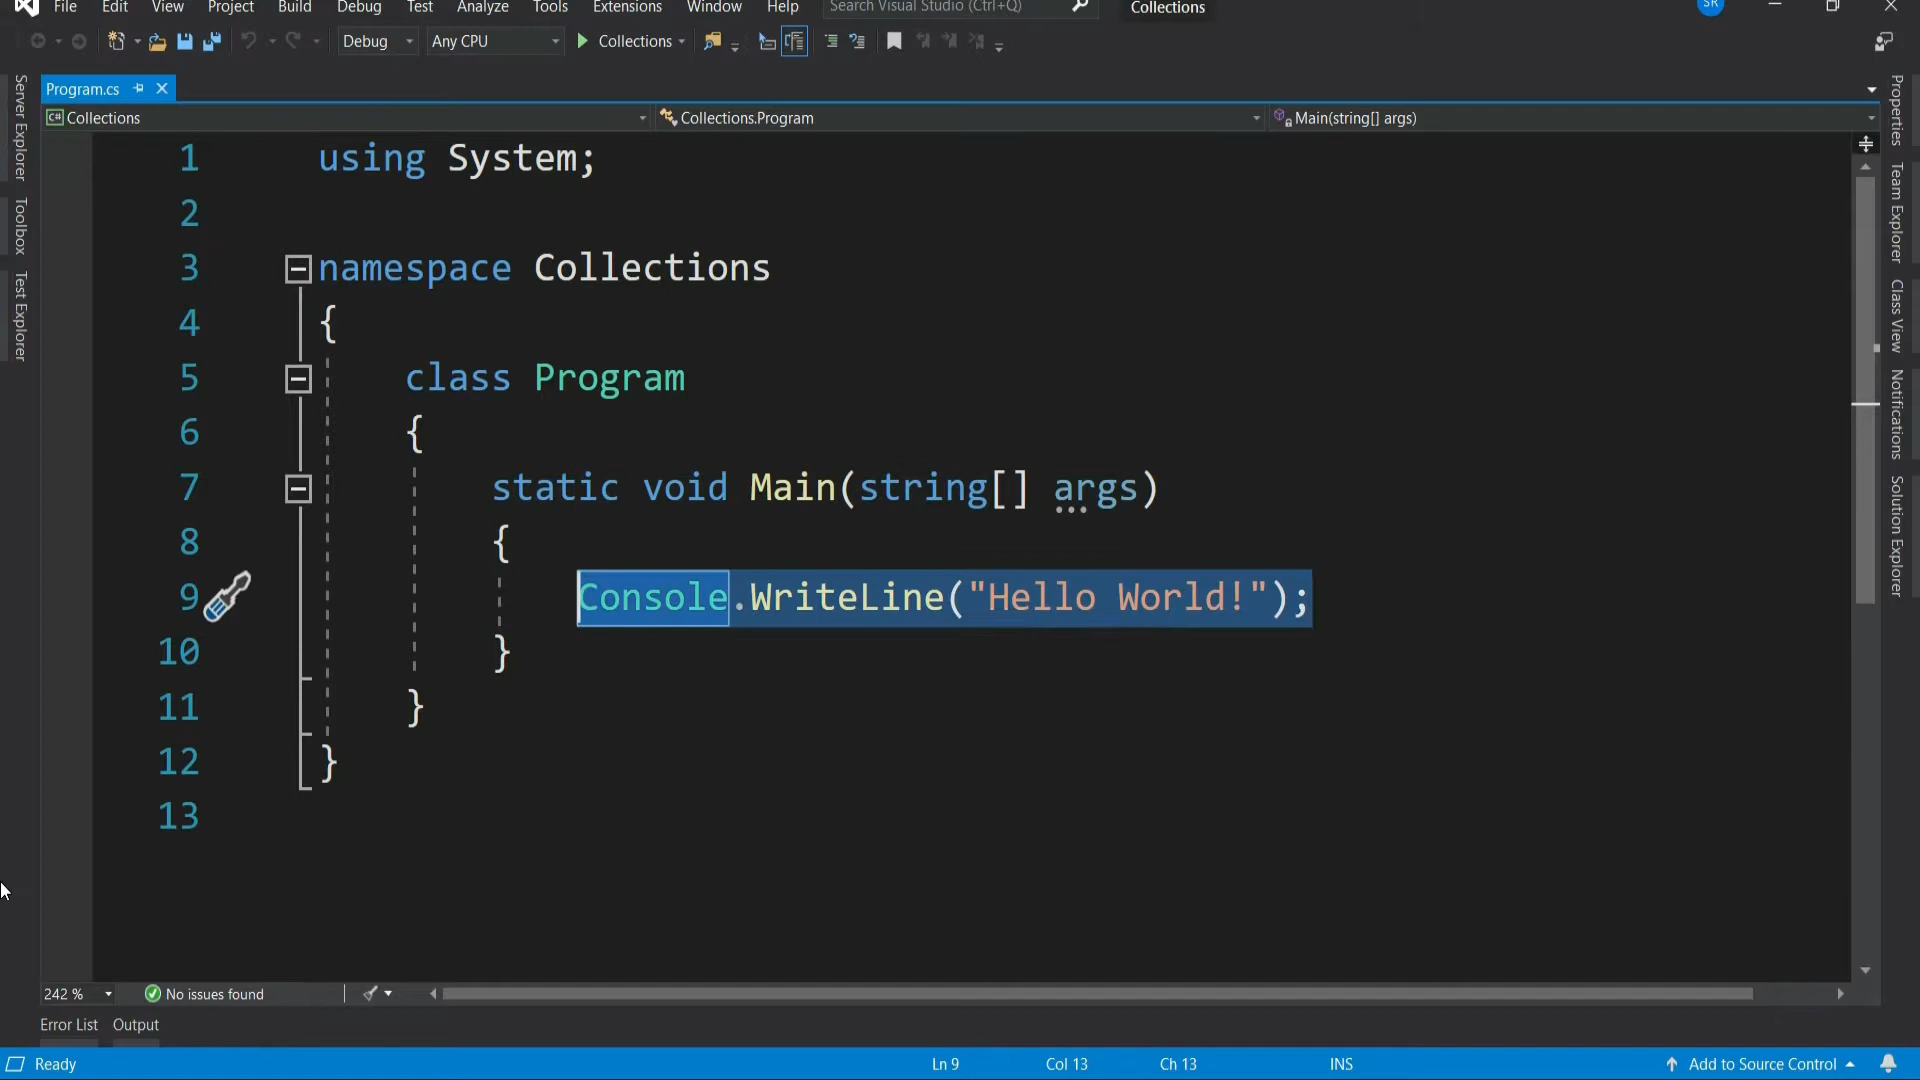 File Edit View Project Build Debug Test Analyze Tools Extensions Window Help Search Visual Studio (Ctrl+Q) Collections SR
Debug Any CPU Collections
Program.cs
C# Collections Collections.Program Main(string[] args)
Server Explorer
Toolbox
Test Explorer
1 using System;
2
3 namespace Collections
4 {
5 class Program
6 {
7 static void Main(string[] args)
8 {
9 Console.WriteLine("Hello World!");
10 }
11 }
12 }
13
Properties
Team Explorer
Class View
Notifications
Solution Explorer
242 % No issues found
Error List Output
Ready Ln 9 Col 13 Ch 13 INS Add to Source Control